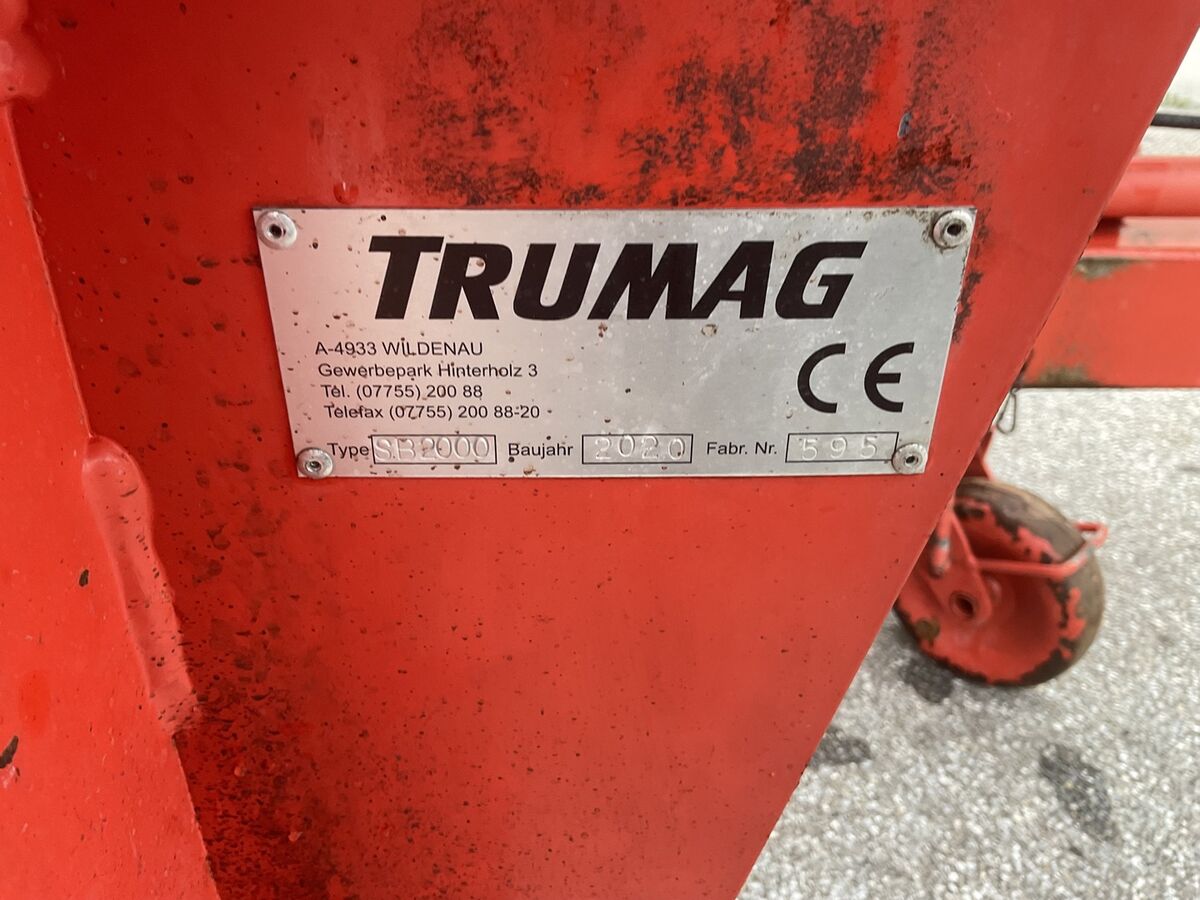 TRUMAG
A-4933 WILDENAU
Gewerbepark Hinterholz 3
Tel. (07755) 200 88
Telefax (07755) 200 88-20
CE
Type SB2000 Baujahr 2020 Fabr. Nr. 595